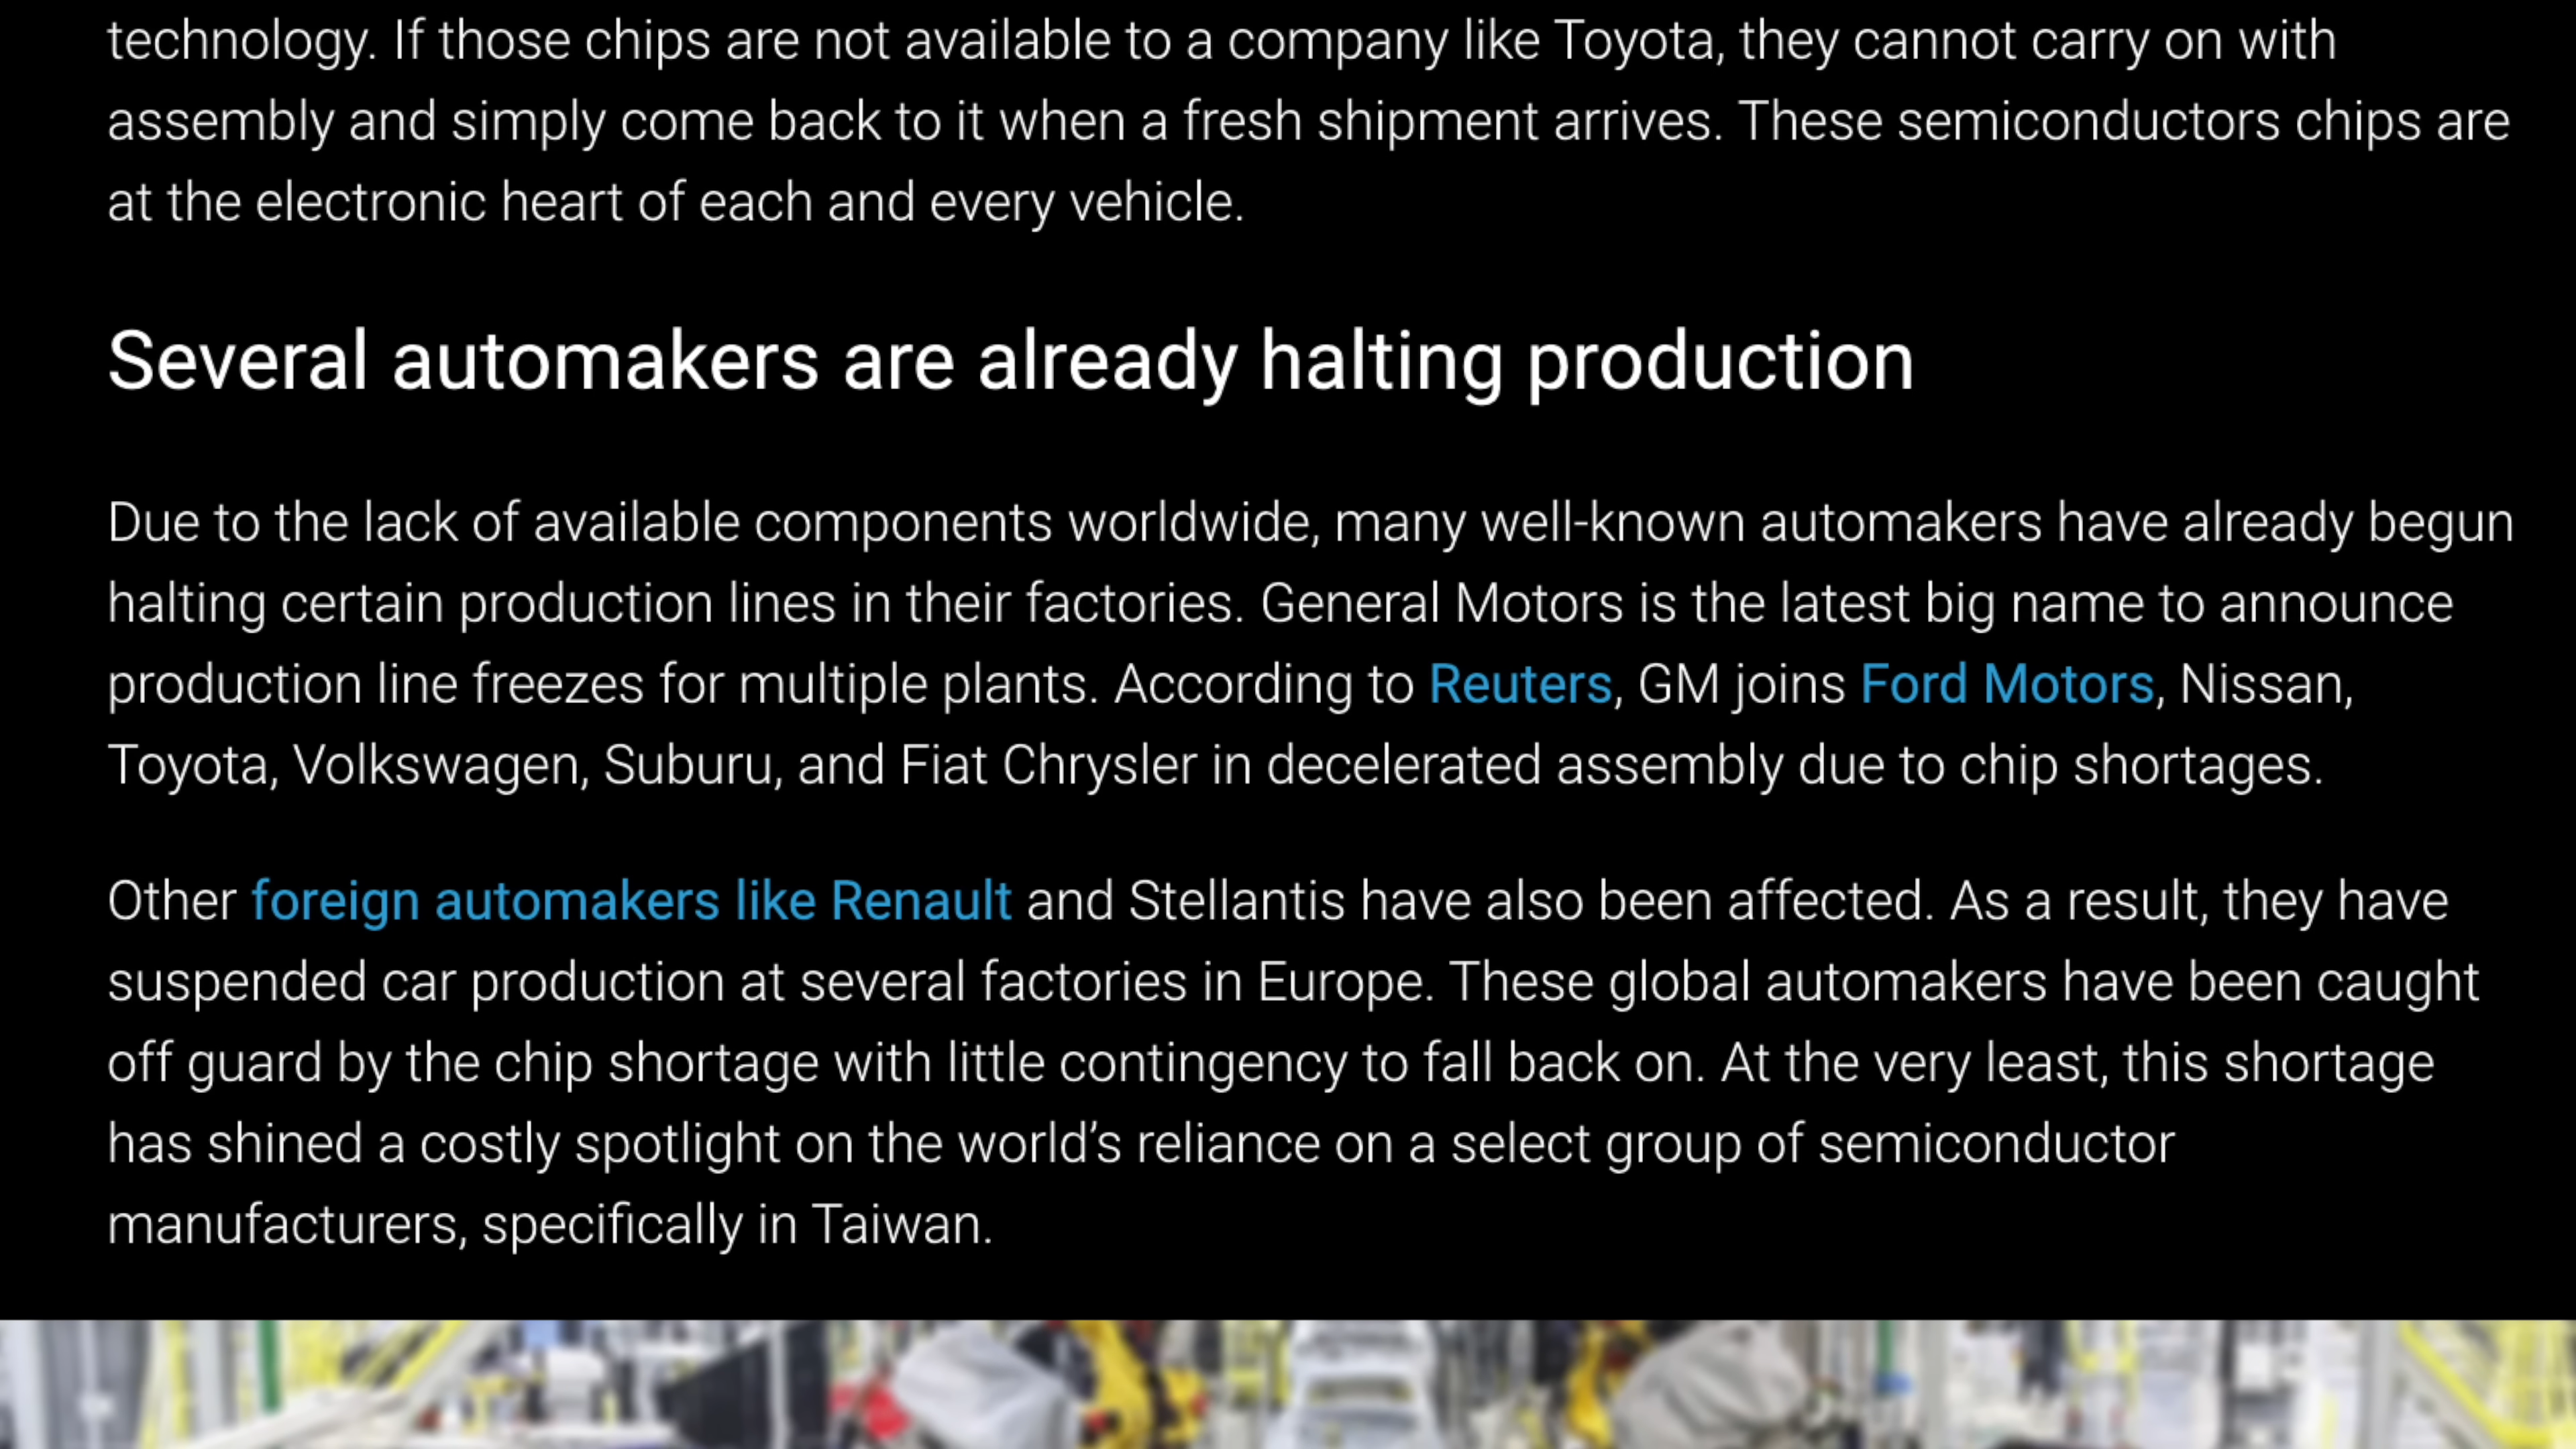 technology. If those chips are not available to a company like Toyota, they cannot carry on with
assembly and simply come back to it when a fresh shipment arrives. These semiconductors chips are
at the electronic heart of each and every vehicle.
Several automakers are already halting production
Due to the lack of available components worldwide, many well-known automakers have already begun
halting certain production lines in their factories. General Motors is the latest big name to announce
production line freezes for multiple plants. According to Reuters, GM joins Ford Motors, Nissan,
Toyota, Volkswagen, Suburu, and Fiat Chrysler in decelerated assembly due to chip shortages.
Other foreign automakers like Renault and Stellantis have also been affected. As a result, they have
suspended car production at several factories in Europe. These global automakers have been caught
off guard by the chip shortage with little contingency to fall back on. At the very least, this shortage
has shined a costly spotlight on the world’s reliance on a select group of semiconductor
manufacturers, specifically in Taiwan.